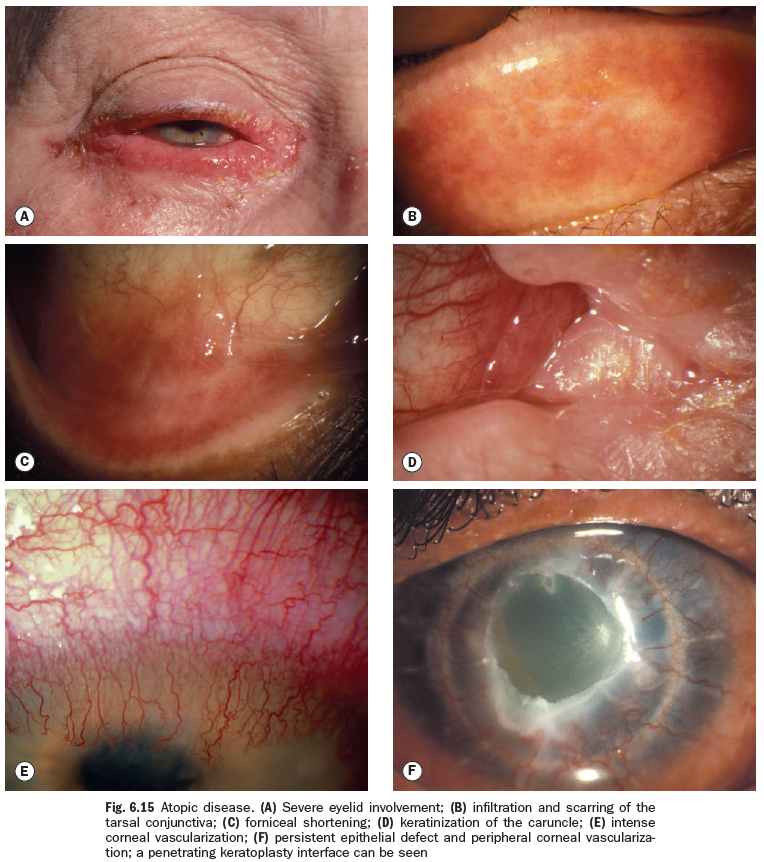 A
B
C
D
E
F
Fig. 6.15 Atopic disease. (A) Severe eyelid involvement; (B) infiltration and scarring of the
tarsal conjunctiva; (C) forniceal shortening; (D) keratinization of the caruncle; (E) intense
corneal vascularization; (F) persistent epithelial defect and peripheral corneal vasculariza-
tion; a penetrating keratoplasty interface can be seen